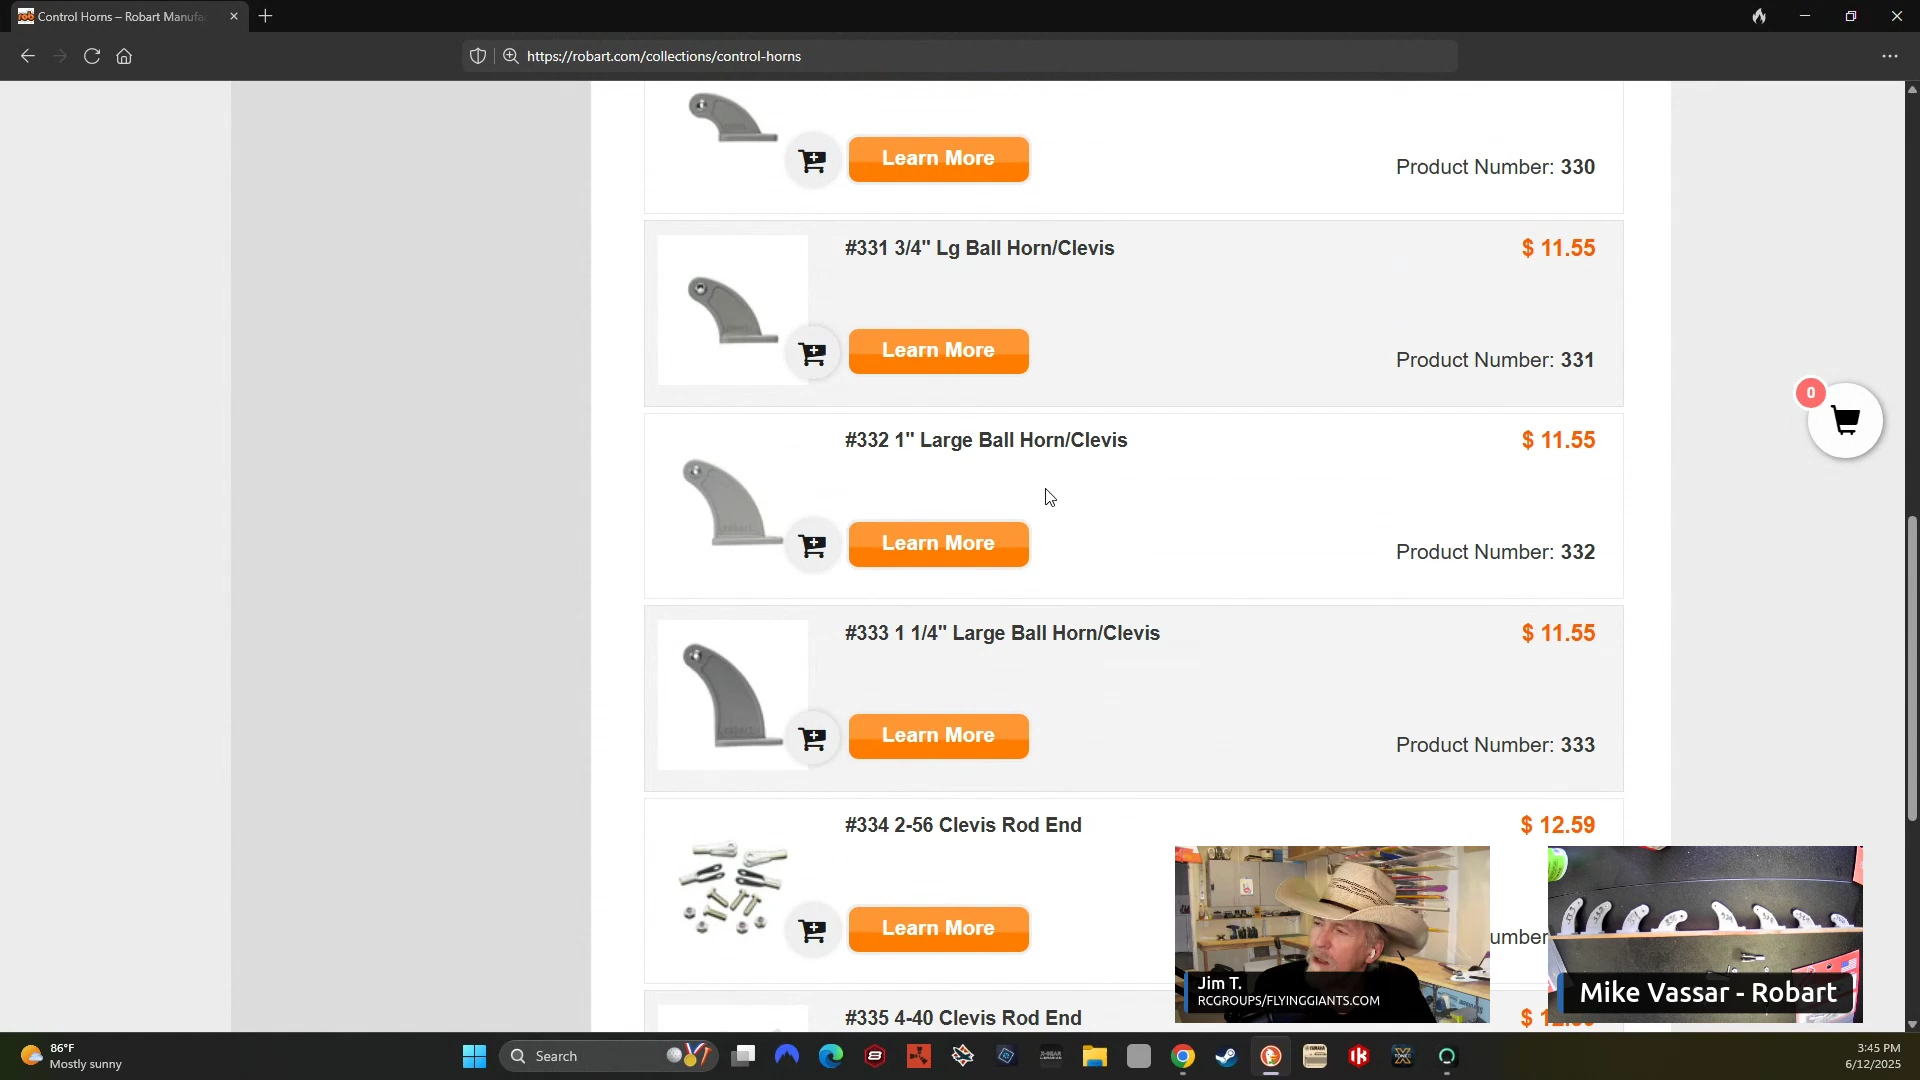 Control Horns – Robart Manufa
https://robart.com/collections/control-horns
Learn More
Product Number: 330
#331 3/4" Lg Ball Horn/Clevis
$ 11.55
Learn More
Product Number: 331
0
#332 1" Large Ball Horn/Clevis
$ 11.55
Learn More
Product Number: 332
#333 1 1/4" Large Ball Horn/Clevis
$ 11.55
Learn More
Product Number: 333
#334 2-56 Clevis Rod End
$ 12.59
Learn More
umber
Jim T.
RCGROUPS/FLYINGGIANTS.COM
Mike Vassar - Robart
#335 4-40 Clevis Rod End
86°F
Mostly sunny
Search
3:45 PM
6/12/2025